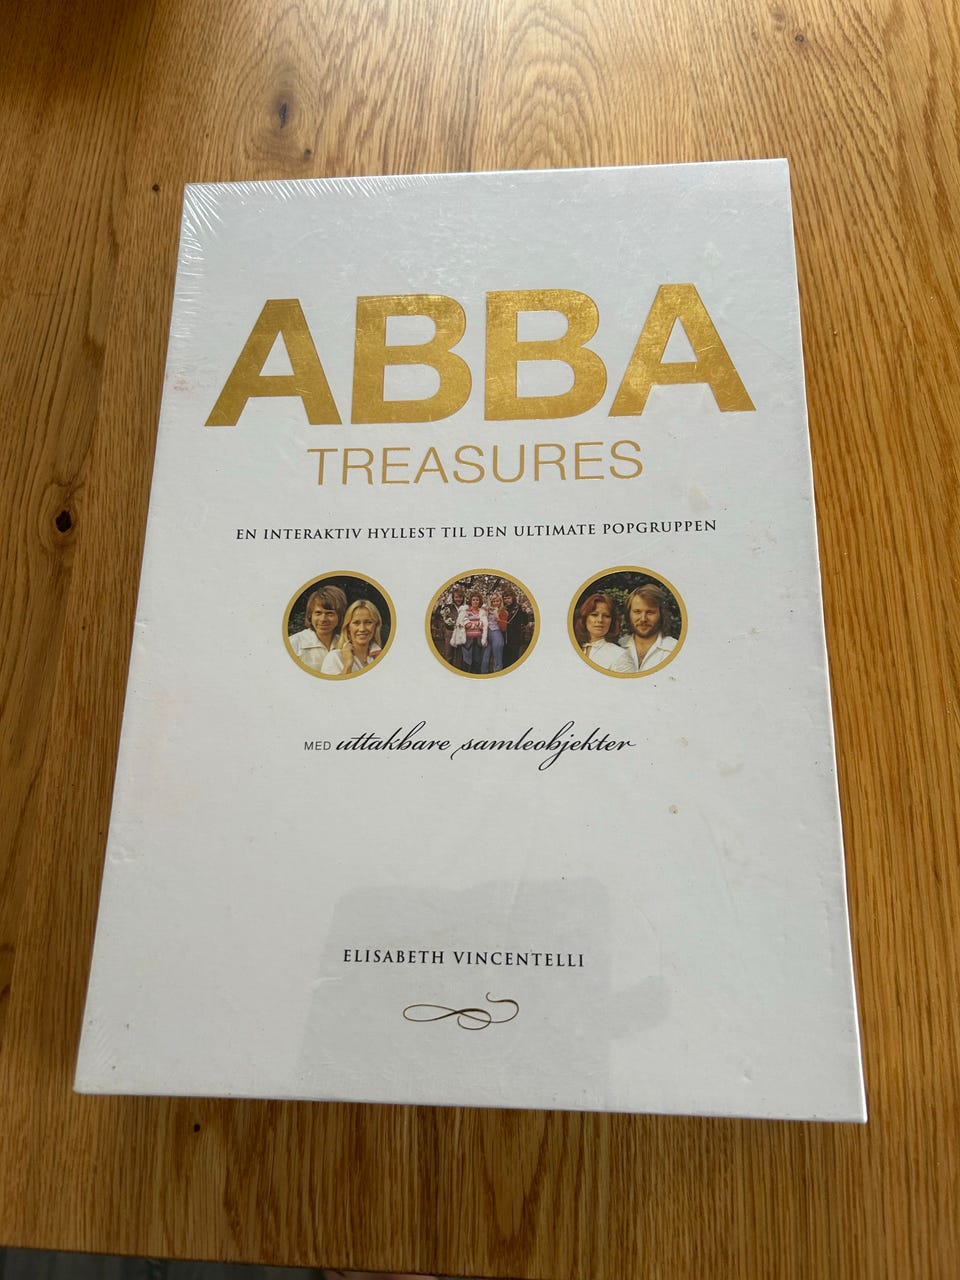 ABBA
TREASURES
EN INTERAKTIV HYLLEST TIL DEN ULTIMATE POPGRUPPEN
MED uttakbare samleobjekter
ELISABETH VINCENTELLI